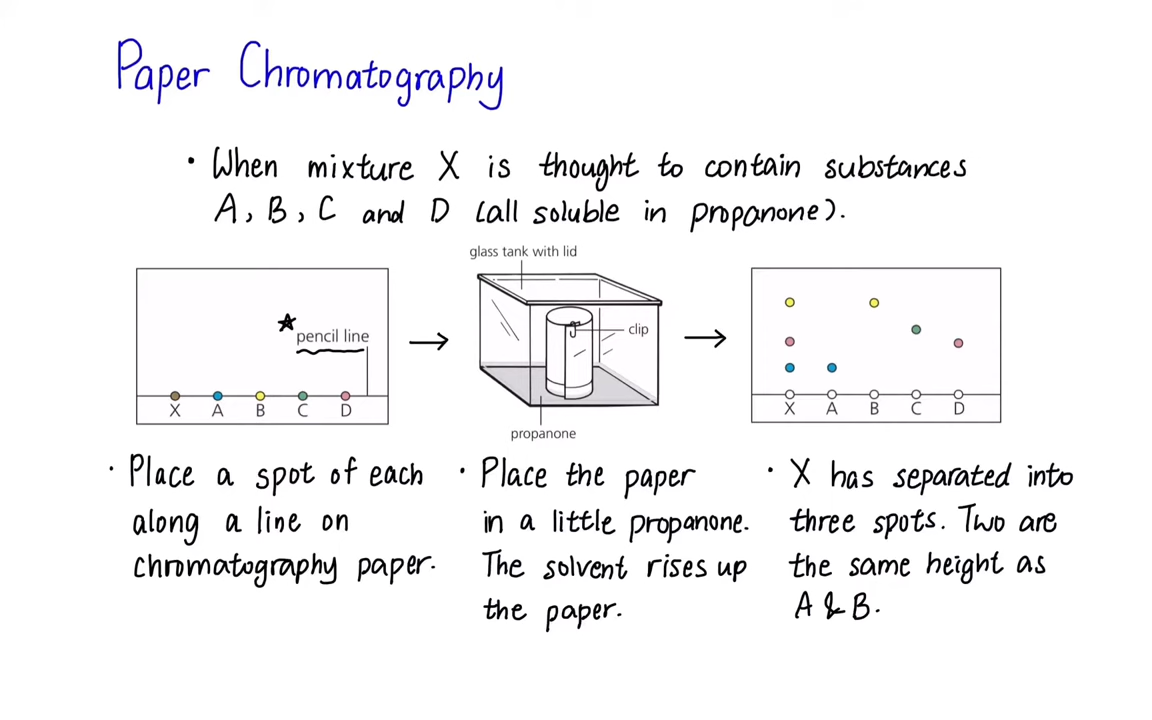 Paper Chromatography
• When mixture X is thought to contain substances
A, B, C and D (all soluble in propanone).
pencil line
X A B C D
glass tank with lid
clip
propanone
X A B C D
• Place a spot of each
along a line on
chromatography paper.
• Place the paper
in a little propanone.
The solvent rises up
the paper.
• X has separated into
three spots. Two are
the same height as
A & B.